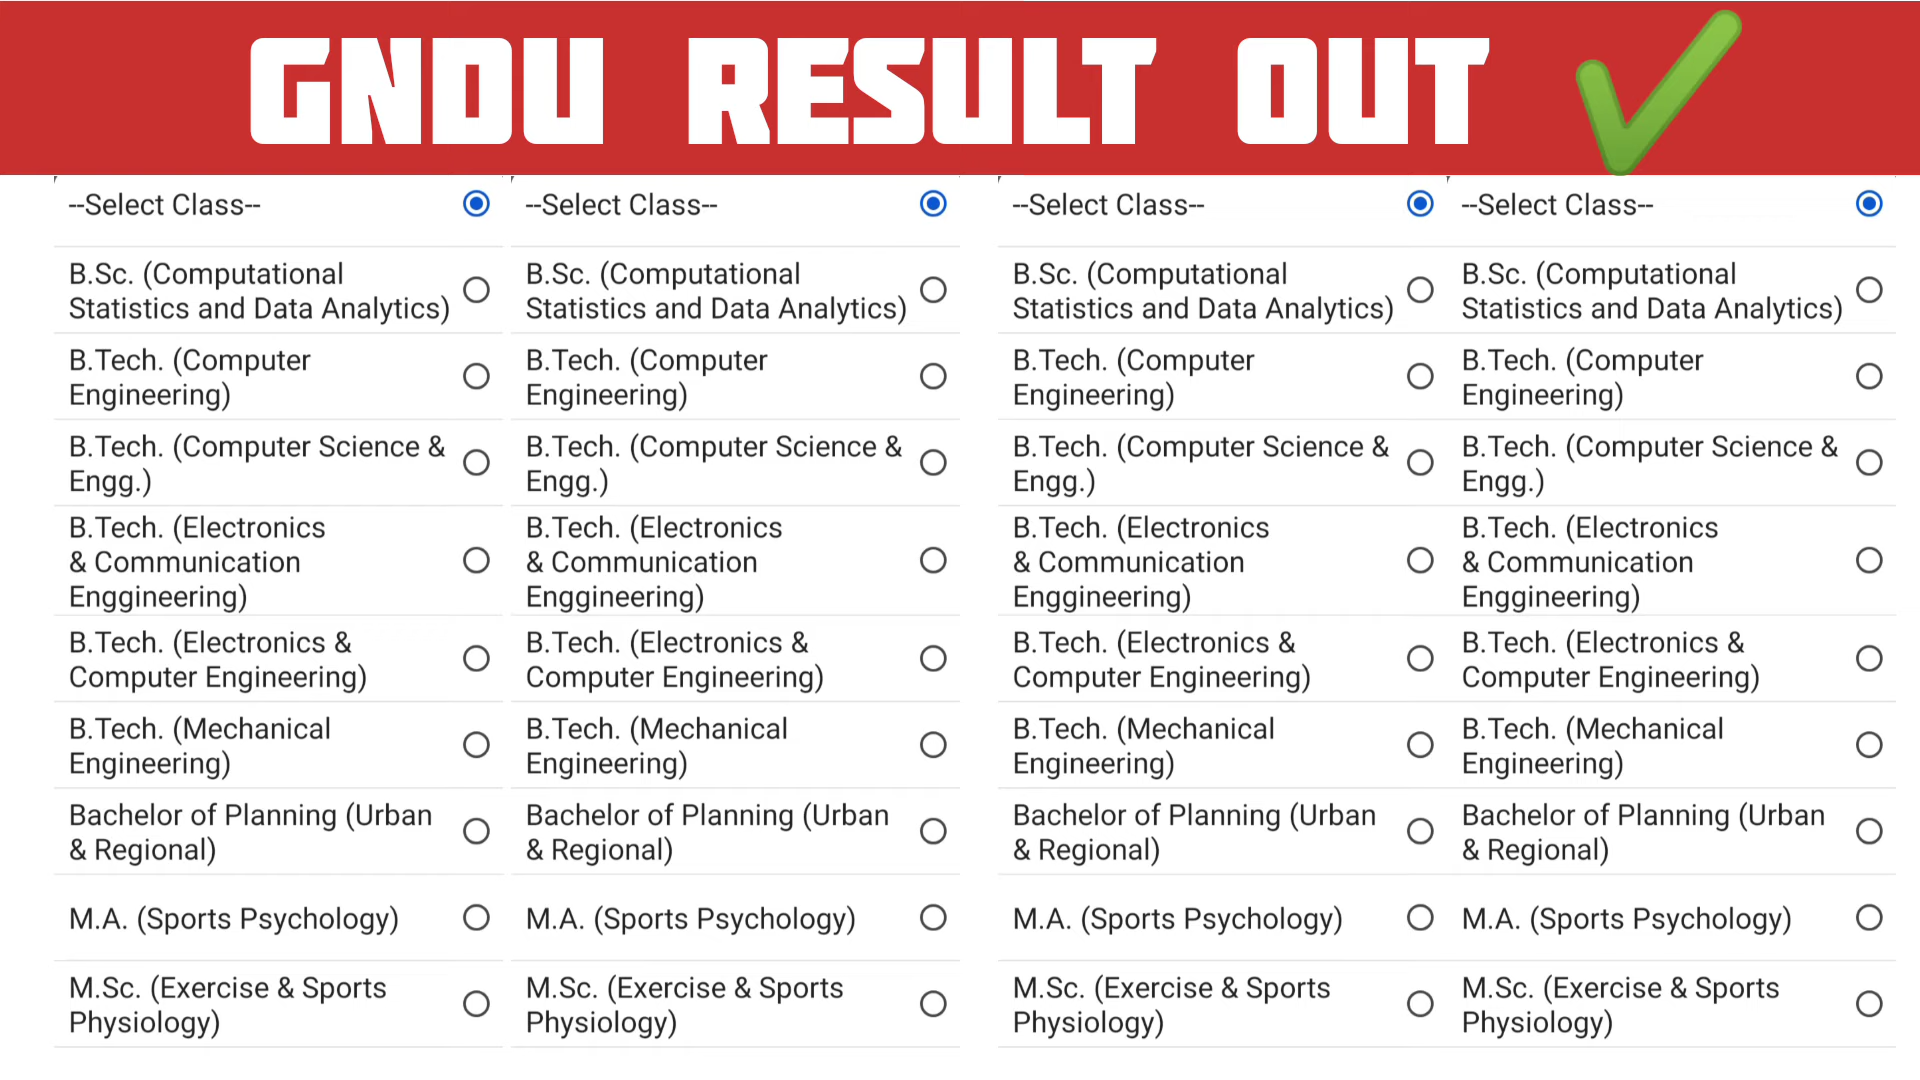 GNDU RESULT OUT
--Select Class--
B.Sc. (Computational
Statistics and Data Analytics)
B.Tech. (Computer
Engineering)
B.Tech. (Computer Science &
Engg.)
B.Tech. (Electronics
& Communication
Enggineering)
B.Tech. (Electronics &
Computer Engineering)
B.Tech. (Mechanical
Engineering)
Bachelor of Planning (Urban
& Regional)
M.A. (Sports Psychology)
M.Sc. (Exercise & Sports
Physiology)
--Select Class--
B.Sc. (Computational
Statistics and Data Analytics)
B.Tech. (Computer
Engineering)
B.Tech. (Computer Science &
Engg.)
B.Tech. (Electronics
& Communication
Enggineering)
B.Tech. (Electronics &
Computer Engineering)
B.Tech. (Mechanical
Engineering)
Bachelor of Planning (Urban
& Regional)
M.A. (Sports Psychology)
M.Sc. (Exercise & Sports
Physiology)
--Select Class--
B.Sc. (Computational
Statistics and Data Analytics)
B.Tech. (Computer
Engineering)
B.Tech. (Computer Science &
Engg.)
B.Tech. (Electronics
& Communication
Enggineering)
B.Tech. (Electronics &
Computer Engineering)
B.Tech. (Mechanical
Engineering)
Bachelor of Planning (Urban
& Regional)
M.A. (Sports Psychology)
M.Sc. (Exercise & Sports
Physiology)
--Select Class--
B.Sc. (Computational
Statistics and Data Analytics)
B.Tech. (Computer
Engineering)
B.Tech. (Computer Science &
Engg.)
B.Tech. (Electronics
& Communication
Enggineering)
B.Tech. (Electronics &
Computer Engineering)
B.Tech. (Mechanical
Engineering)
Bachelor of Planning (Urban
& Regional)
M.A. (Sports Psychology)
M.Sc. (Exercise & Sports
Physiology)